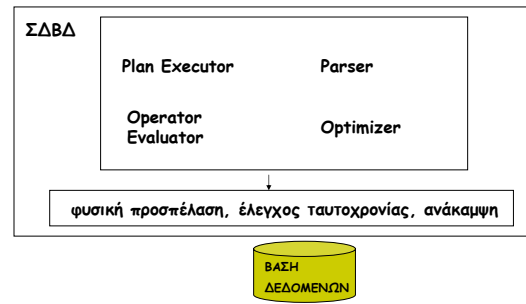 ΣΔΒΔ
Plan Executor
Parser
Operator
Evaluator
Optimizer
φυσική προσπέλαση, έλεγχος ταυτοχρονίας, ανάκαμψη
ΒΑΣΗ
ΔΕΔΟΜΕΝΩΝ